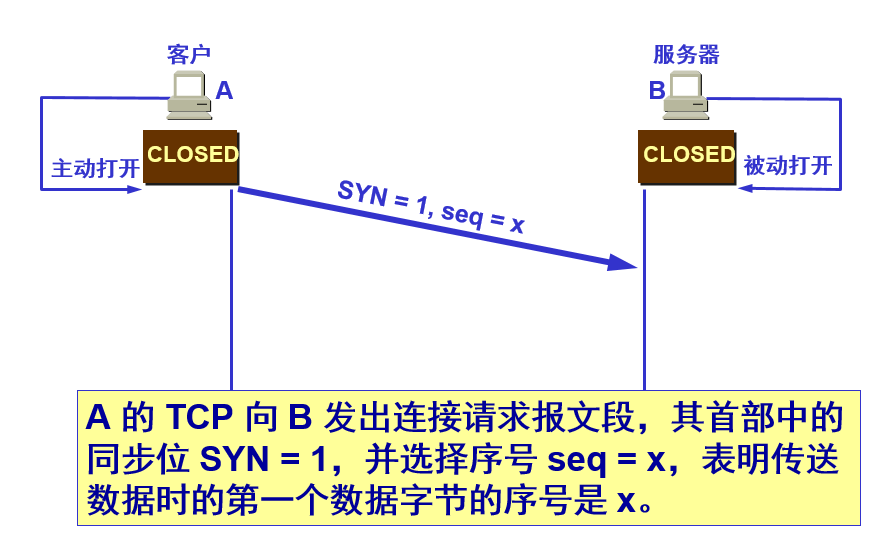 客户
服务器
A
B
CLOSED
CLOSED
主动打开
被动打开
SYN = 1, seq = x
A 的 TCP 向 B 发出连接请求报文段，其首部中的
同步位 SYN = 1，并选择序号 seq = x，表明传送
数据时的第一个数据字节的序号是 x。